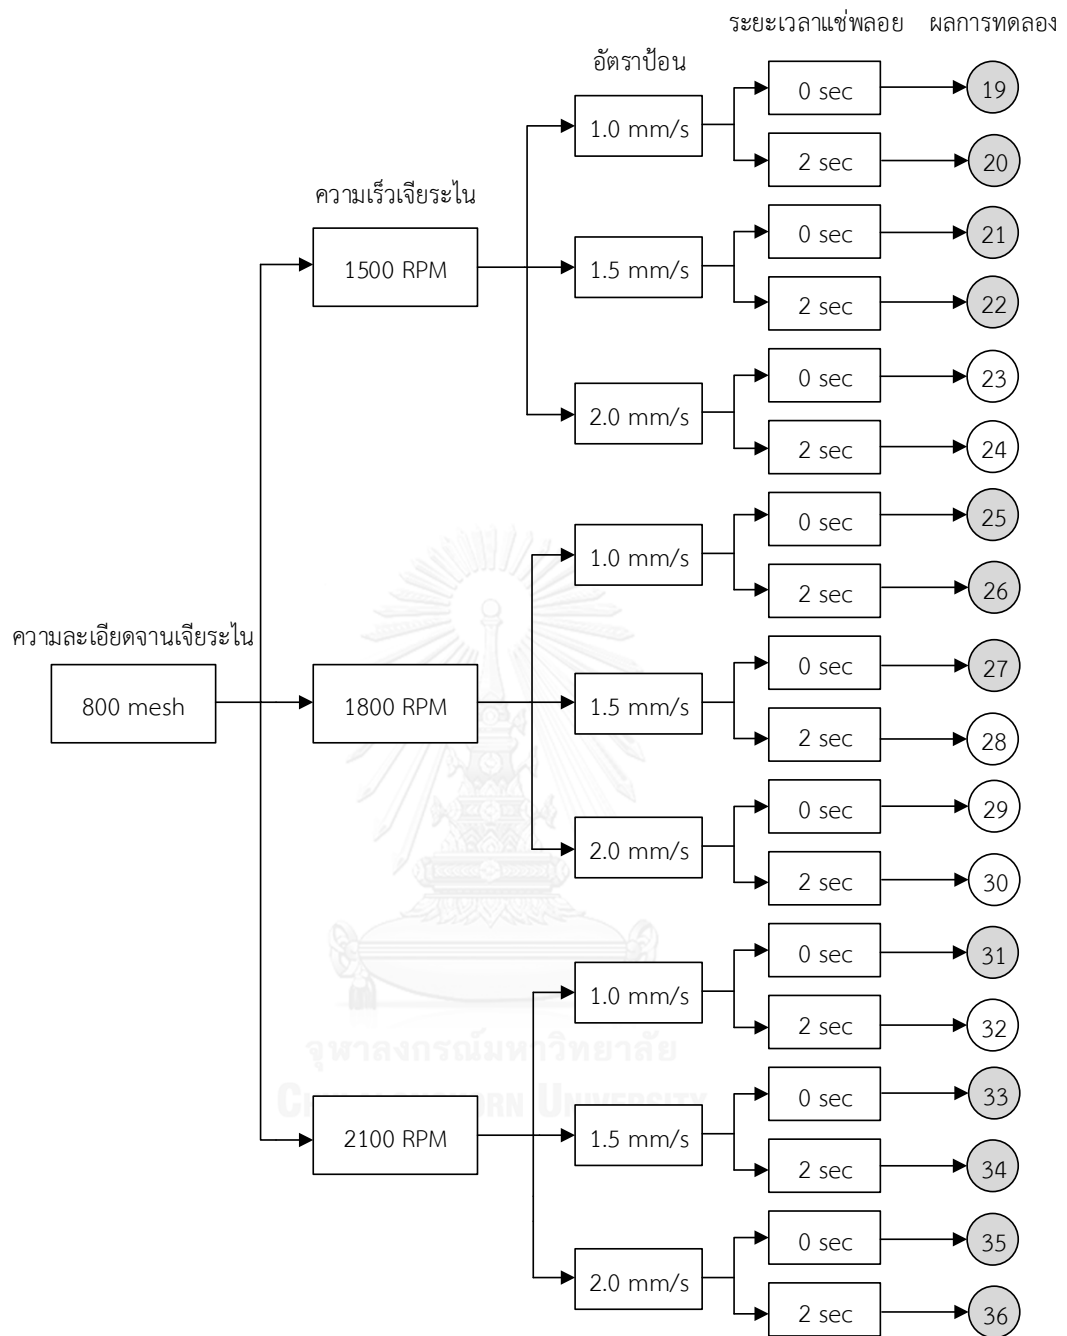 ระยะเวลาแช่พลอย ผลการทดลอง
อัตราป้อน
0 sec 19
1.0 mm/s
2 sec 20
ความเร็วเจียระไน
0 sec 21
1500 RPM 1.5 mm/s
2 sec 22
0 sec 23
2.0 mm/s
2 sec 24
0 sec 25
1.0 mm/s
2 sec 26
ความละเอียดจานเจียระไน
0 sec 27
800 mesh 1800 RPM 1.5 mm/s
2 sec 28
0 sec 29
2.0 mm/s
2 sec 30
0 sec 31
1.0 mm/s
2 sec 32
จุฬาลงกรณ์มหาวิทยาลัย
0 sec 33
CHULALONGKORN UNIVERSITY
2100 RPM 1.5 mm/s
2 sec 34
0 sec 35
2.0 mm/s
2 sec 36